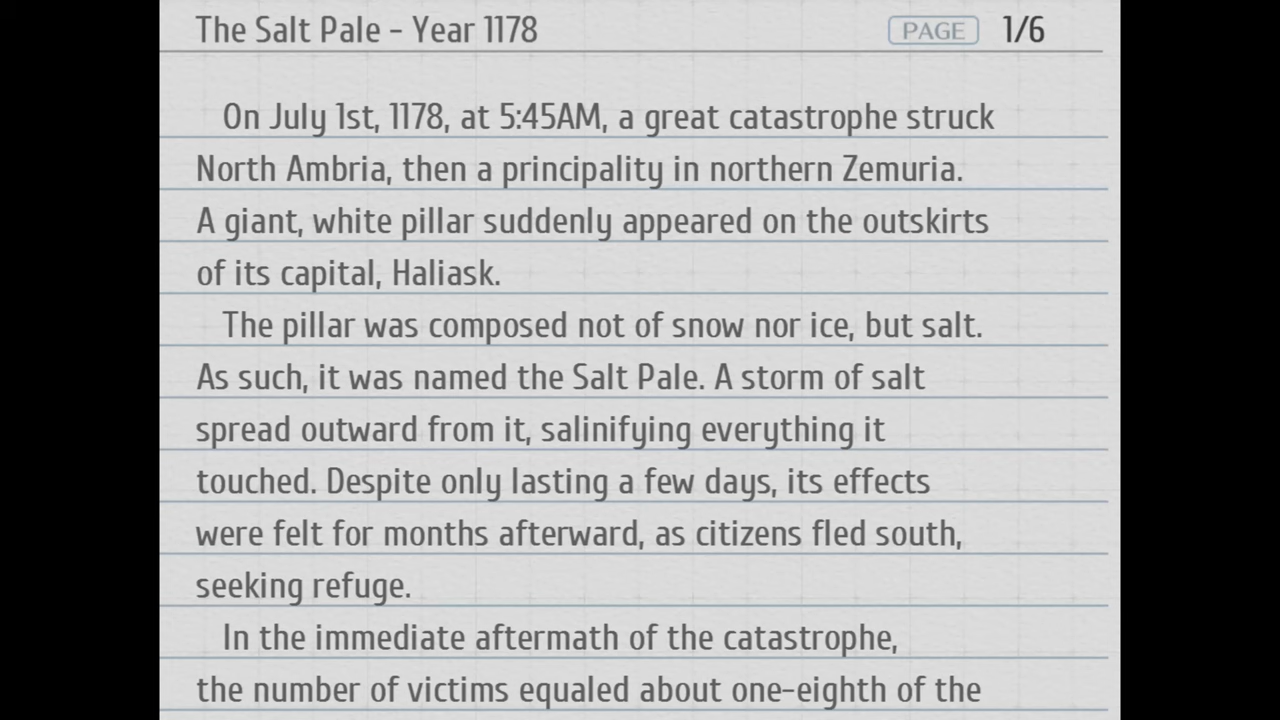 The Salt Pale - Year 1178 PAGE 1/6
On July 1st, 1178, at 5:45AM, a great catastrophe struck
North Ambria, then a principality in northern Zemuria.
A giant, white pillar suddenly appeared on the outskirts
of its capital, Haliask.
The pillar was composed not of snow nor ice, but salt.
As such, it was named the Salt Pale. A storm of salt
spread outward from it, salinifying everything it
touched. Despite only lasting a few days, its effects
were felt for months afterward, as citizens fled south,
seeking refuge.
In the immediate aftermath of the catastrophe,
the number of victims equaled about one-eighth of the